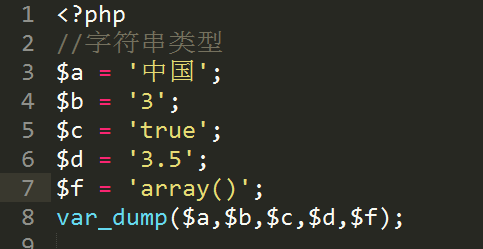 1 <?php
2 //字符串类型
3 $a = '中国';
4 $b = '3';
5 $c = 'true';
6 $d = '3.5';
7 $f = 'array()';
8 var_dump($a,$b,$c,$d,$f);
9